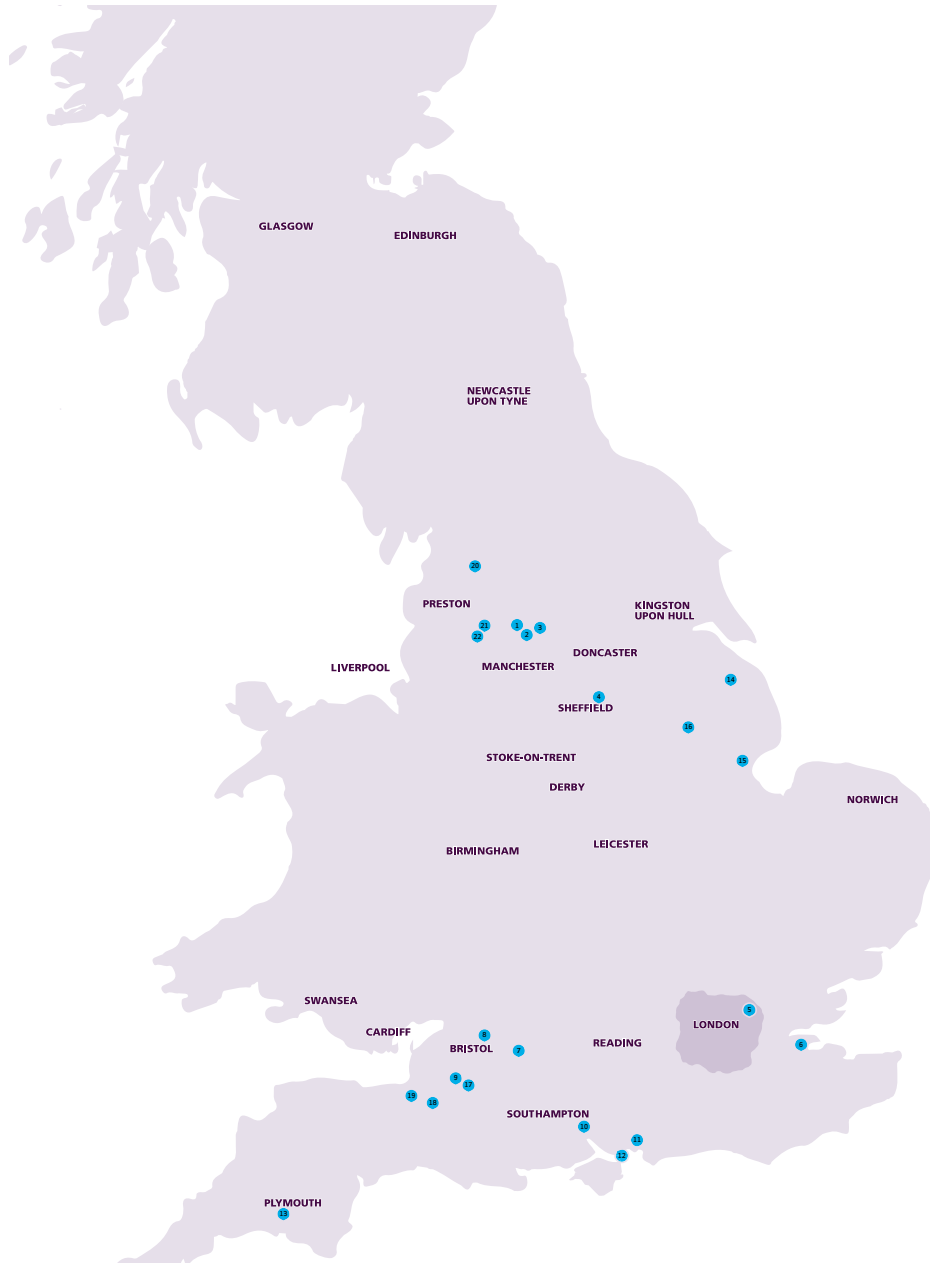 GLASGOW
EDINBURGH
NEWCASTLE
UPON TYNE
20
PRESTON
KINGSTON
UPON HULL
21
1
3
22
2
DONCASTER
LIVERPOOL
MANCHESTER
14
4
SHEFFIELD
16
STOKE-ON-TRENT
15
DERBY
NORWICH
LEICESTER
BIRMINGHAM
SWANSEA
5
LONDON
CARDIFF
8
READING
6
BRISTOL
7
9
17
19
18
SOUTHAMPTON
10
11
12
PLYMOUTH
13